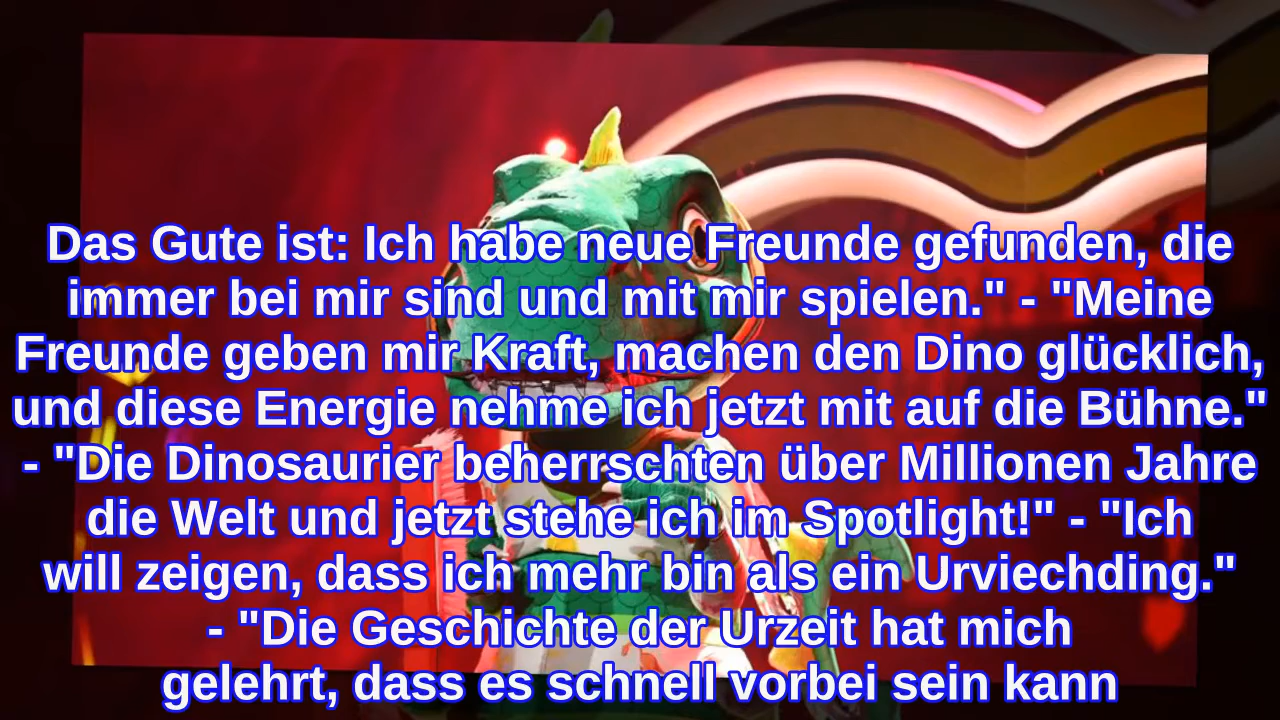 Das Gute ist: Ich habe neue Freunde gefunden, die
immer bei mir sind und mit mir spielen." - "Meine
Freunde geben mir Kraft, machen den Dino glücklich,
und diese Energie nehme ich jetzt mit auf die Bühne."
- "Die Dinosaurier beherrschten über Millionen Jahre
die Welt und jetzt stehe ich im Spotlight!" - "Ich
will zeigen, dass ich mehr bin als ein Urviechding."
- "Die Geschichte der Urzeit hat mich
gelehrt, dass es schnell vorbei sein kann